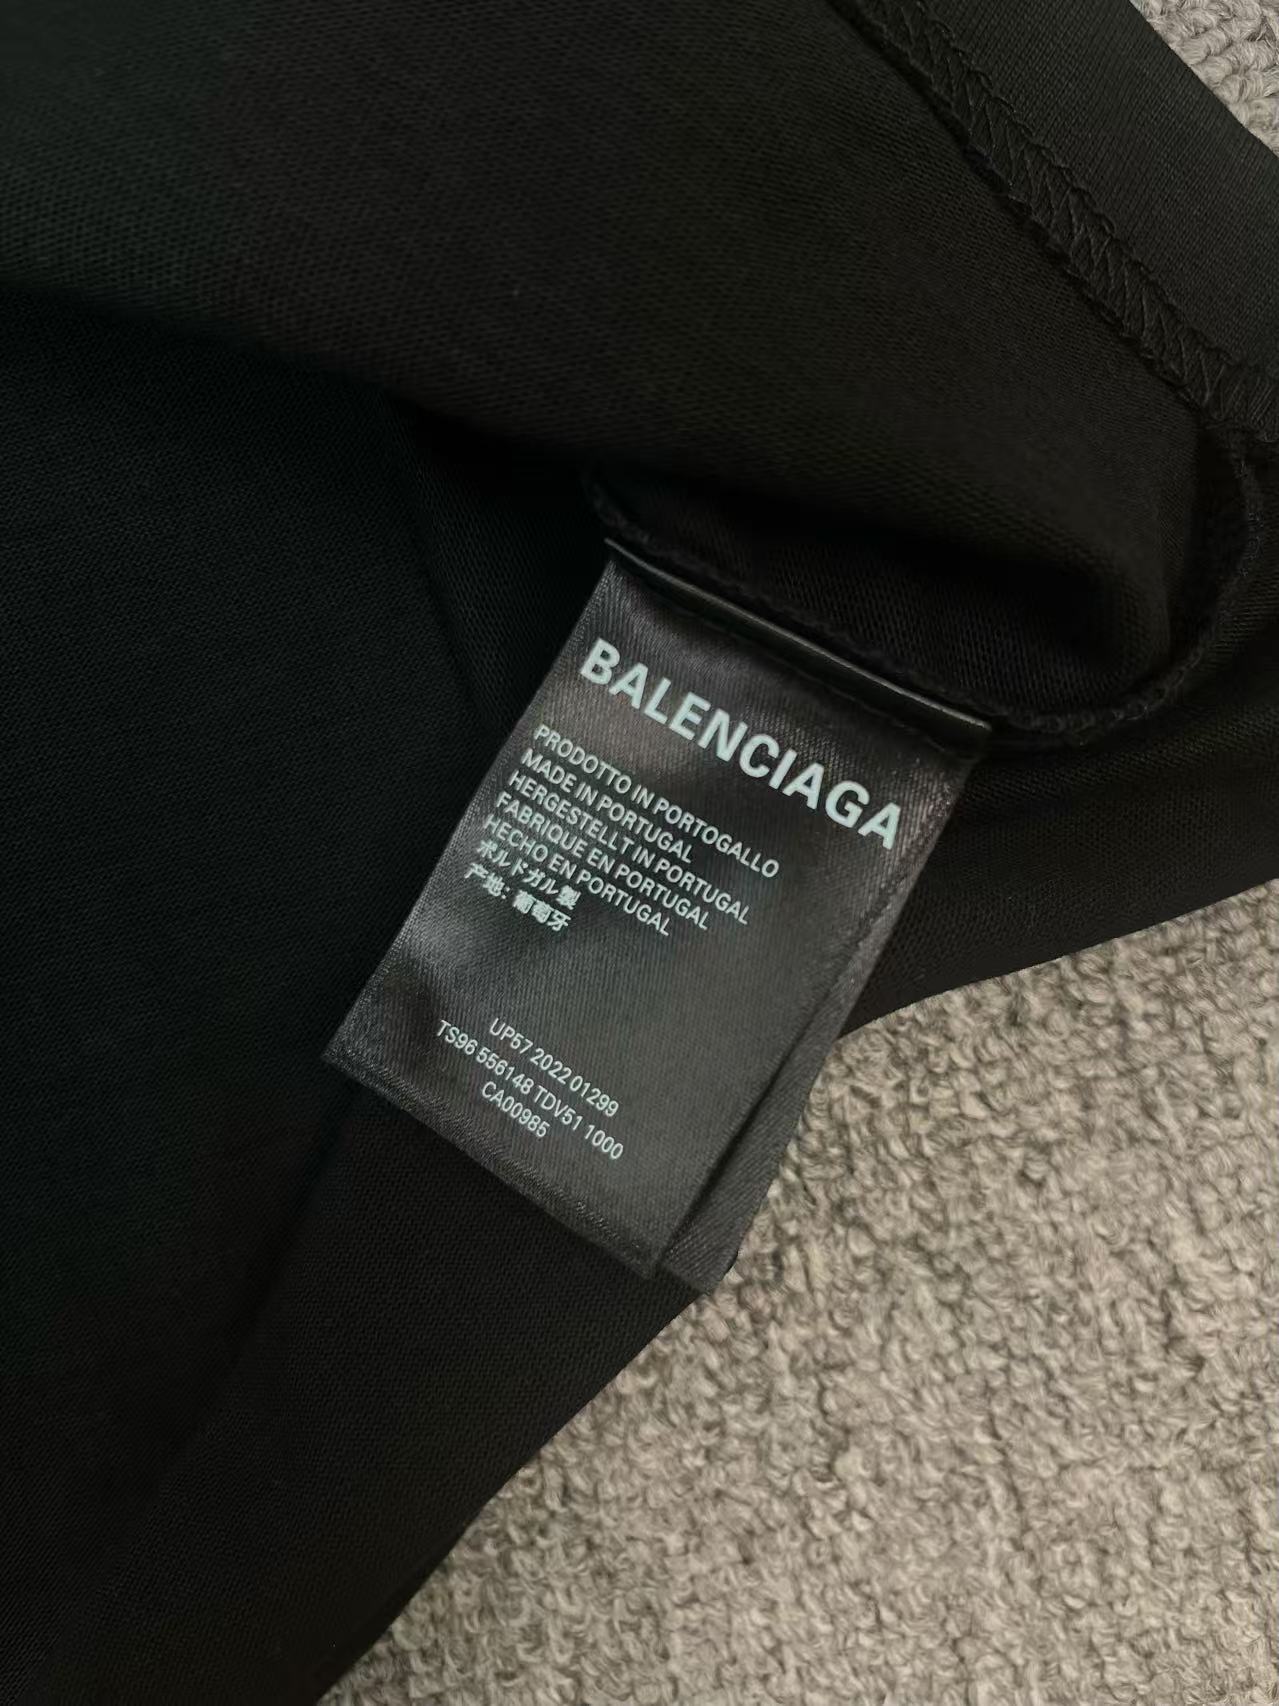 BALENCIAGA
PRODOTTO IN PORTOGALLO
MADE IN PORTUGAL
HERGESTELLT IN PORTUGAL
FABRIQUE EN PORTUGAL
HECHO EN PORTUGAL
ポルトガル製
产地: 葡萄牙
UP57 2022 01299
TS96 556148 TDV51 1000
CA00985